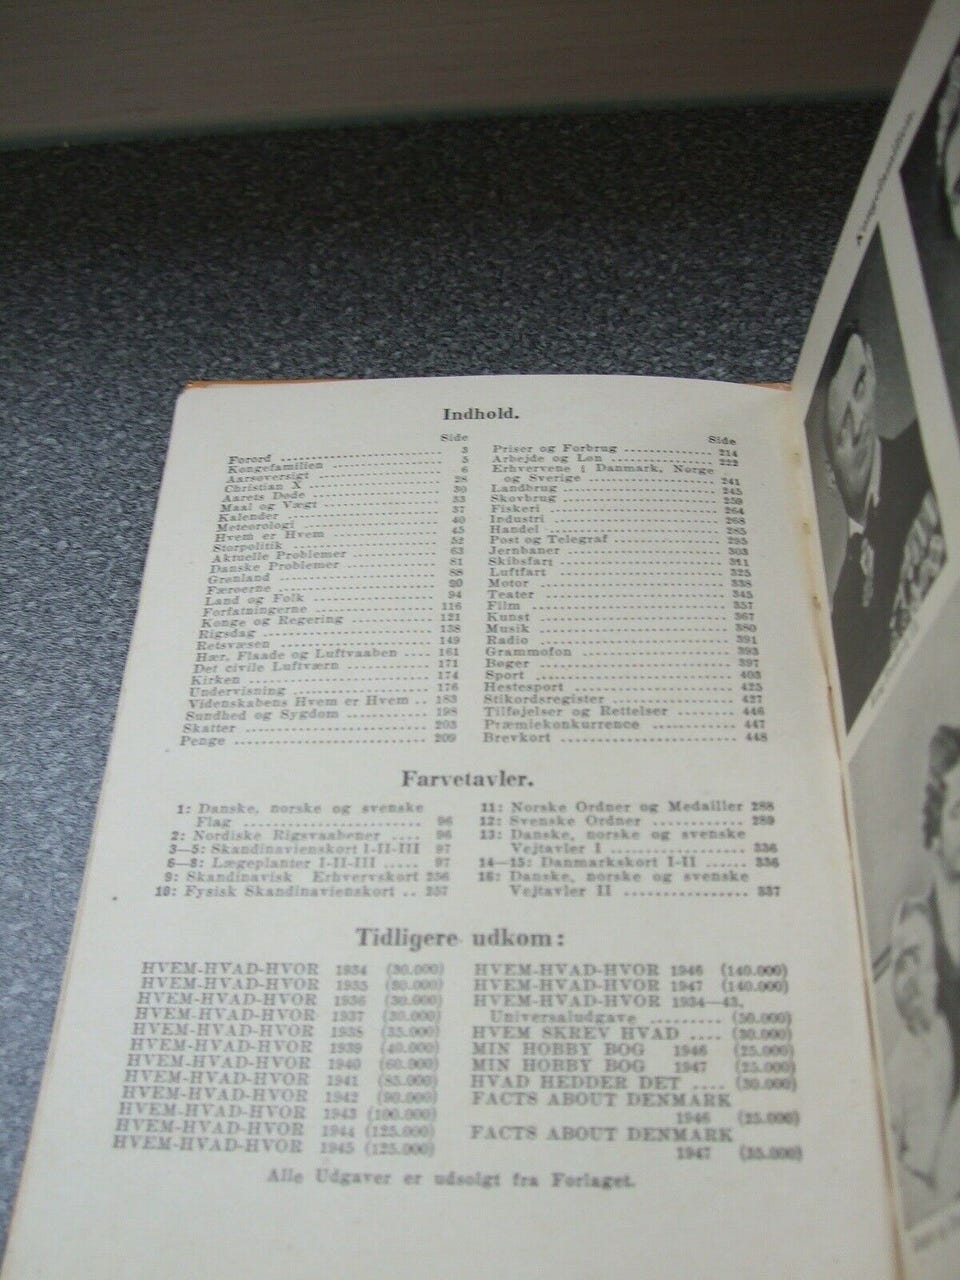 Indhold.
Side
Forord 3
Kongefamilien 5
Aarsoversigt 6
Christian X 28
Aarets Døde 30
Maal og Vægt 33
Kalender 37
Meteorologi 40
Hvem er Hvem 45
Storpolitik 52
Aktuelle Problemer 63
Danske Problemer 81
Grønland 88
Færøerne 90
Land og Folk 94
Forfatningerne 116
Konge og Regering 121
Rigsdag 138
Retsvæsen 149
Hær, Flaade og Luftvaaben 161
Det civile Luftværn 171
Kirken 174
Undervisning 176
Videnskabens Hvem er Hvem 183
Sundhed og Sygdom 198
Skatter 203
Penge 209
Side
Priser og Forbrug 214
Arbejde og Løn 222
Erhvervene i Danmark, Norge
og Sverige 241
Landbrug 245
Skovbrug 259
Fiskeri 264
Industri 268
Handel 285
Post og Telegraf 295
Jernbaner 303
Skibsfart 311
Luftfart 325
Motor 338
Teater 345
Film 357
Kunst 367
Musik 380
Radio 391
Grammofon 393
Bøger 397
Sport 403
Hestesport 425
Stikordsregister 427
Tilføjelser og Rettelser 446
Præmiekonkurrence 447
Brevkort 448
Farvetavler.
1: Danske, norske og svenske
Flag 96
2: Nordiske Rigsvaabener 96
3—5: Skandinavienskort I-II-III 97
6—8: Lægeplanter I-II-III 97
9: Skandinavisk Erhvervskort 256
10: Fysisk Skandinavienskort 257
11: Norske Ordner og Medailler 288
12: Svenske Ordner 289
13: Danske, norske og svenske
Vejtavler I 336
14—15: Danmarkskort I-II 336
16: Danske, norske og svenske
Vejtavler II 337
Tidligere udkom:
HVEM-HVAD-HVOR 1934 (30.000)
HVEM-HVAD-HVOR 1935 (30.000)
HVEM-HVAD-HVOR 1936 (30.000)
HVEM-HVAD-HVOR 1937 (30.000)
HVEM-HVAD-HVOR 1938 (35.000)
HVEM-HVAD-HVOR 1939 (40.000)
HVEM-HVAD-HVOR 1940 (60.000)
HVEM-HVAD-HVOR 1941 (85.000)
HVEM-HVAD-HVOR 1942 (90.000)
HVEM-HVAD-HVOR 1943 (100.000)
HVEM-HVAD-HVOR 1944 (125.000)
HVEM-HVAD-HVOR 1945 (125.000)
HVEM-HVAD-HVOR 1946 (140.000)
HVEM-HVAD-HVOR 1947 (140.000)
HVEM-HVAD-HVOR 1934—43,
Universaludgave (50.000)
HVEM SKREV HVAD (30.000)
MIN HOBBY BOG 1946 (25.000)
MIN HOBBY BOG 1947 (25.000)
HVAD HEDDER DET (30.000)
FACTS ABOUT DENMARK
1946 (25.000)
FACTS ABOUT DENMARK
1947 (35.000)
Alle Udgaver er udsolgt fra Forlaget.